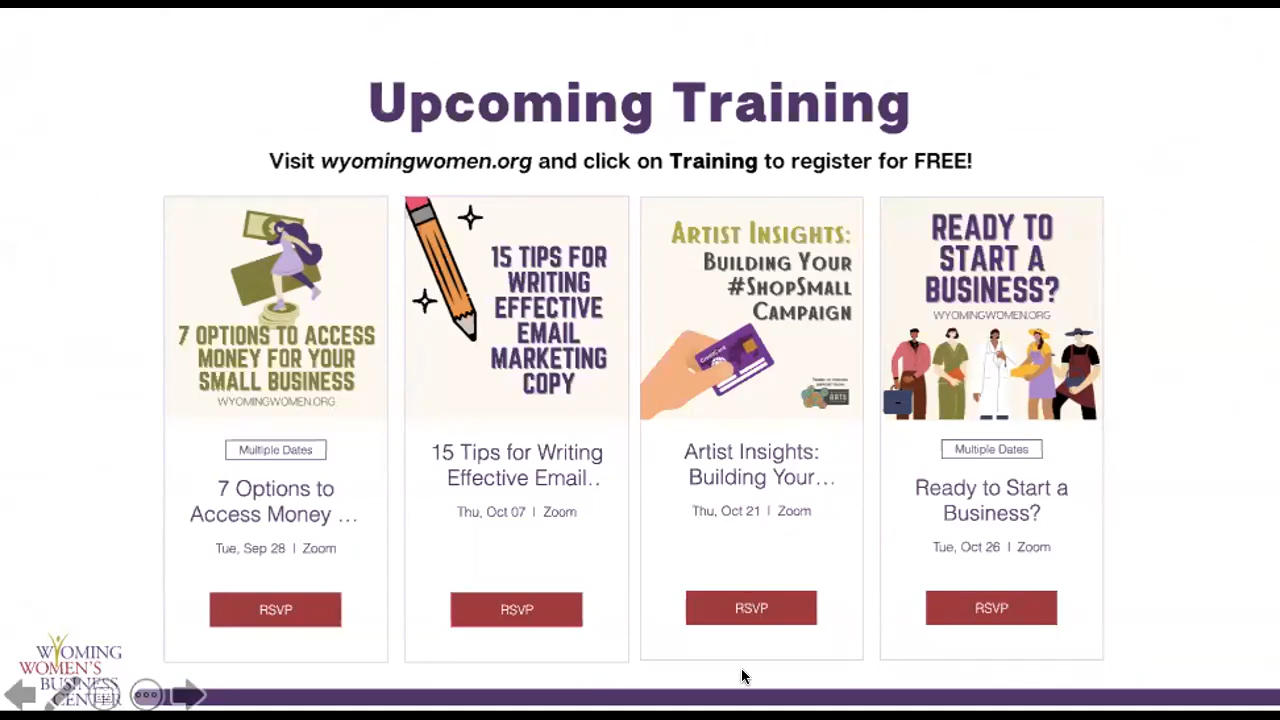 Upcoming Training
Visit wyomingwomen.org and click on Training to register for FREE!
7 OPTIONS TO ACCESS
MONEY FOR YOUR
SMALL BUSINESS
WYOMINGWOMEN.ORG
Multiple Dates
7 Options to
Access Money ...
Tue, Sep 28 | Zoom
RSVP
15 TIPS FOR
WRITING
EFFECTIVE
EMAIL
MARKETING
COPY
15 Tips for Writing
Effective Email..
Thu, Oct 07 | Zoom
RSVP
ARTIST INSIGHTS:
BUILDING YOUR
#SHOPSMALL
CAMPAIGN
ARTS
Artist Insights:
Building Your...
Thu, Oct 21 | Zoom
RSVP
READY TO
START A
BUSINESS?
WYOMINGWOMEN.ORG
Multiple Dates
Ready to Start a
Business?
Tue, Oct 26 | Zoom
RSVP
WYOMING
WOMEN'S
BUSINESS
CENTER